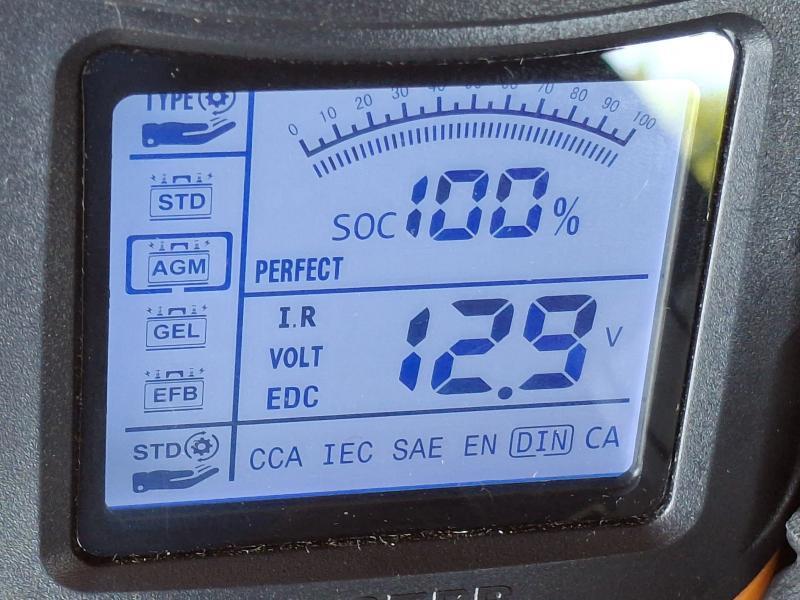 TYPE
0 10 20 30 40 50 60 70 80 90 100
STD
SOC 100 %
AGM
PERFECT
GEL
I.R
VOLT
12.9 V
EFB
EDC
STD
CCA IEC SAE EN DIN CA